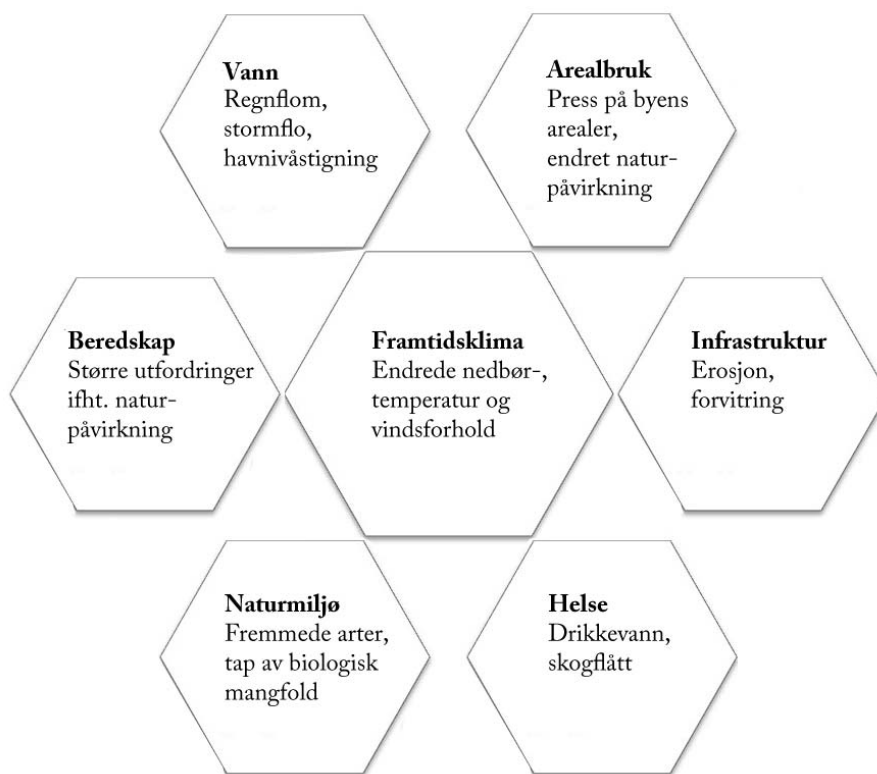 Vann
Regnflom,
stormflo,
havnivåstigning
Arealbruk
Press på byens
arealer,
endret natur-
påvirkning
Beredskap
Større utfordringer
ifht. natur-
påvirkning
Framtidsklima
Endrede nedbør-,
temperatur og
vindsforhold
Infrastruktur
Erosjon,
forvitring
Naturmiljø
Fremmede arter,
tap av biologisk
mangfold
Helse
Drikkevann,
skogflått